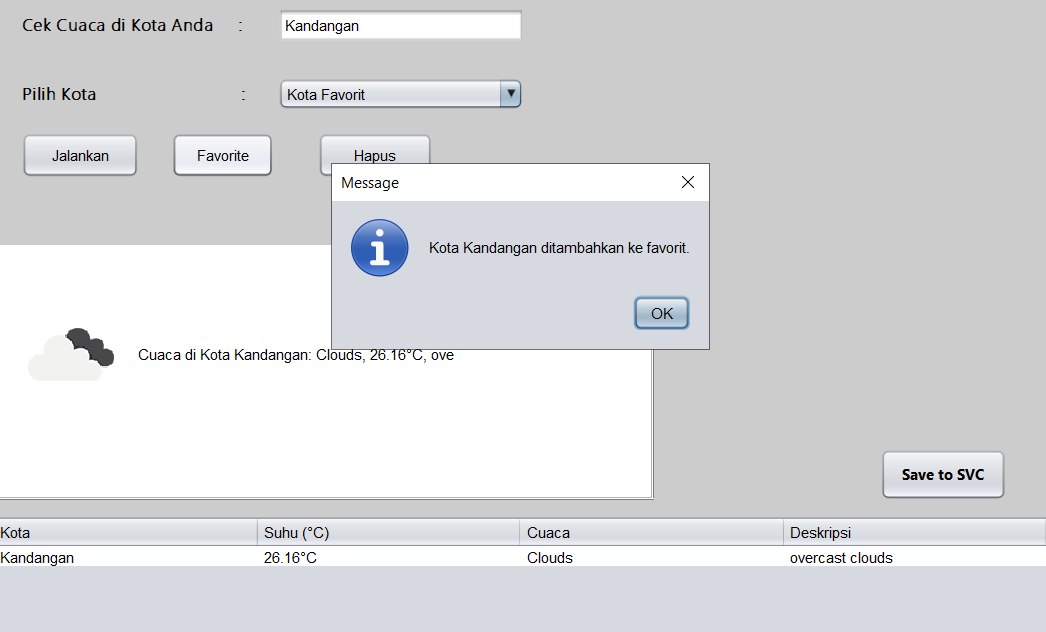 Cek Cuaca di Kota Anda :
Kandangan
Pilih Kota :
Kota Favorit
Jalankan
Favorite
Hapus
Message
Kota Kandangan ditambahkan ke favorit.
OK
Cuaca di Kota Kandangan: Clouds, 26.16°C, ove
Save to SVC
Kota Suhu (°C) Cuaca Deskripsi
Kandangan 26.16°C Clouds overcast clouds